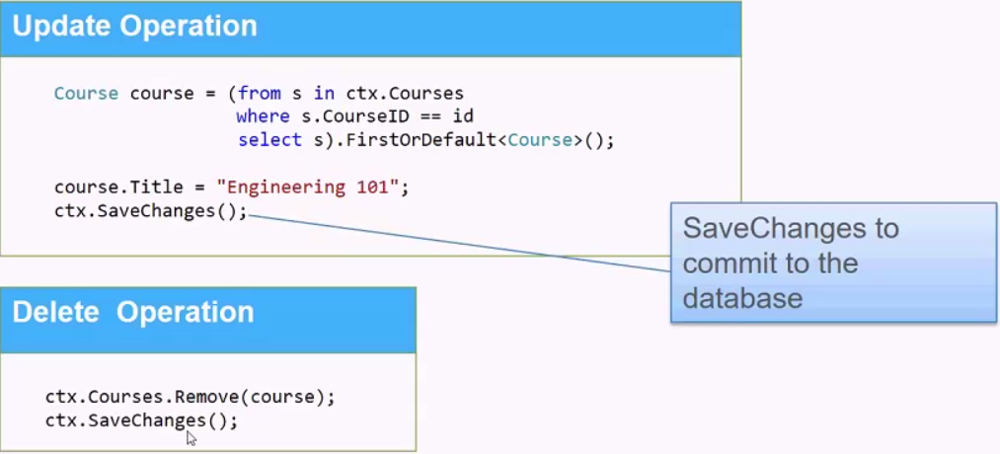 Update Operation
Course course = (from s in ctx.Courses
where s.CourseID == id
select s).FirstOrDefault<Course>();
course.Title = "Engineering 101";
ctx.SaveChanges();
SaveChanges to
commit to the
database
Delete Operation
ctx.Courses.Remove(course);
ctx.SaveChanges();